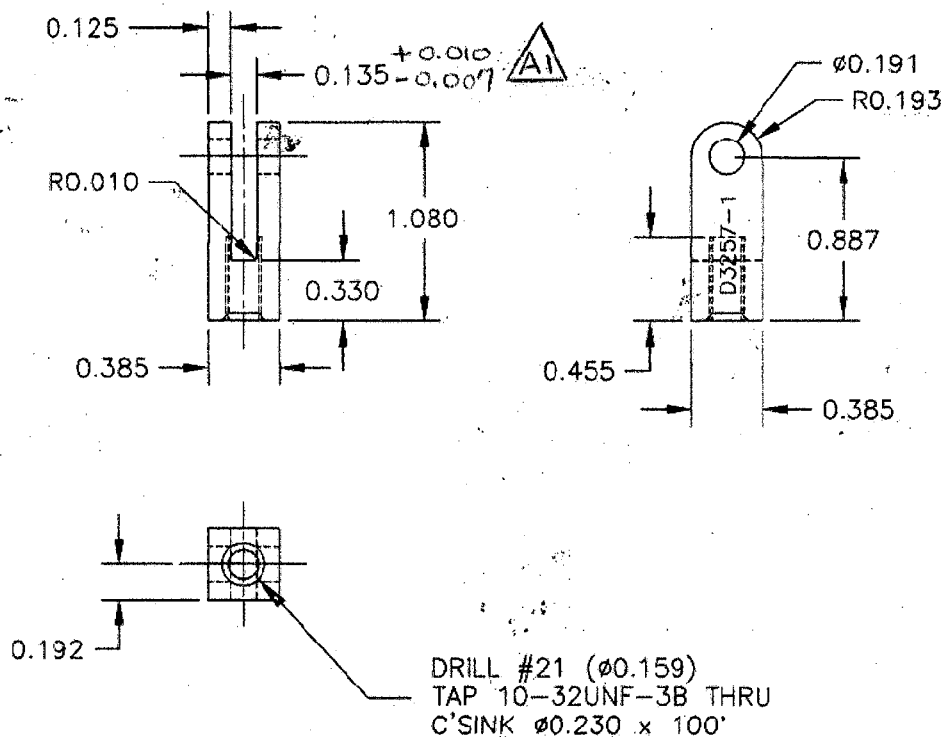 0.125
+0.010
0.135 -0.007
A1
R0.010
1.080
0.330
0.385
ø0.191
R0.193
D3257-1
0.887
0.455
0.385
0.192
DRILL #21 (ø0.159)
TAP 10-32UNF-3B THRU
C'SINK ø0.230 x 100'